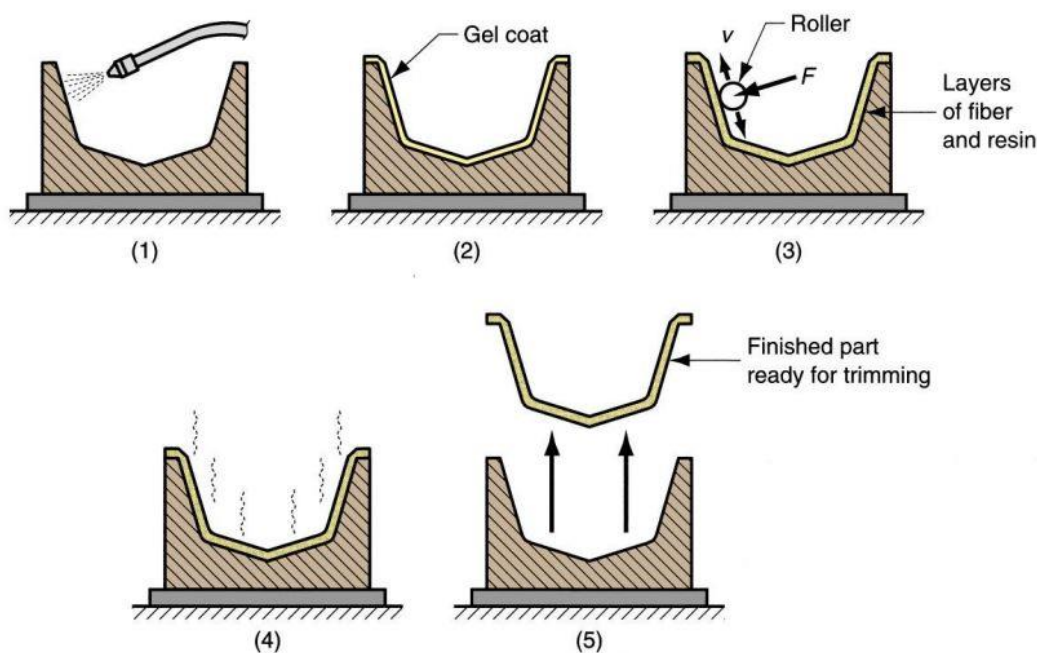 (1)
Gel coat
(2)
v
Roller
F
Layers
of fiber
and resin
(3)
(4)
Finished part
ready for trimming
(5)